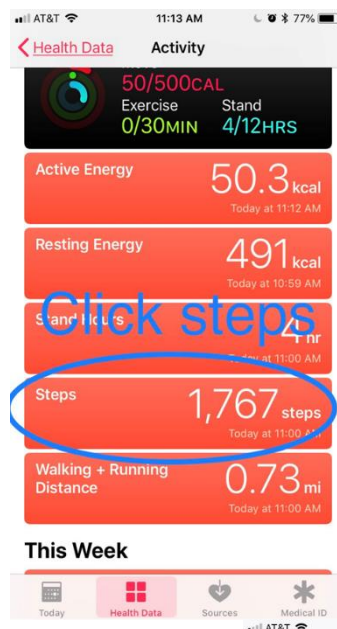 AT&T 11:13 AM 77%
Health Data Activity
50/500CAL
Exercise Stand
0/30MIN 4/12HRS
Active Energy 50.3 kcal
Today at 11:12 AM
Resting Energy 491 kcal
Today at 10:59 AM
Click steps
Stand Hours 4 hr
Today at 11:00 AM
Steps 1,767 steps
Today at 11:00 AM
Walking + Running
Distance 0.73 mi
Today at 11:00 AM
This Week
Today Health Data Sources Medical ID
AT&T